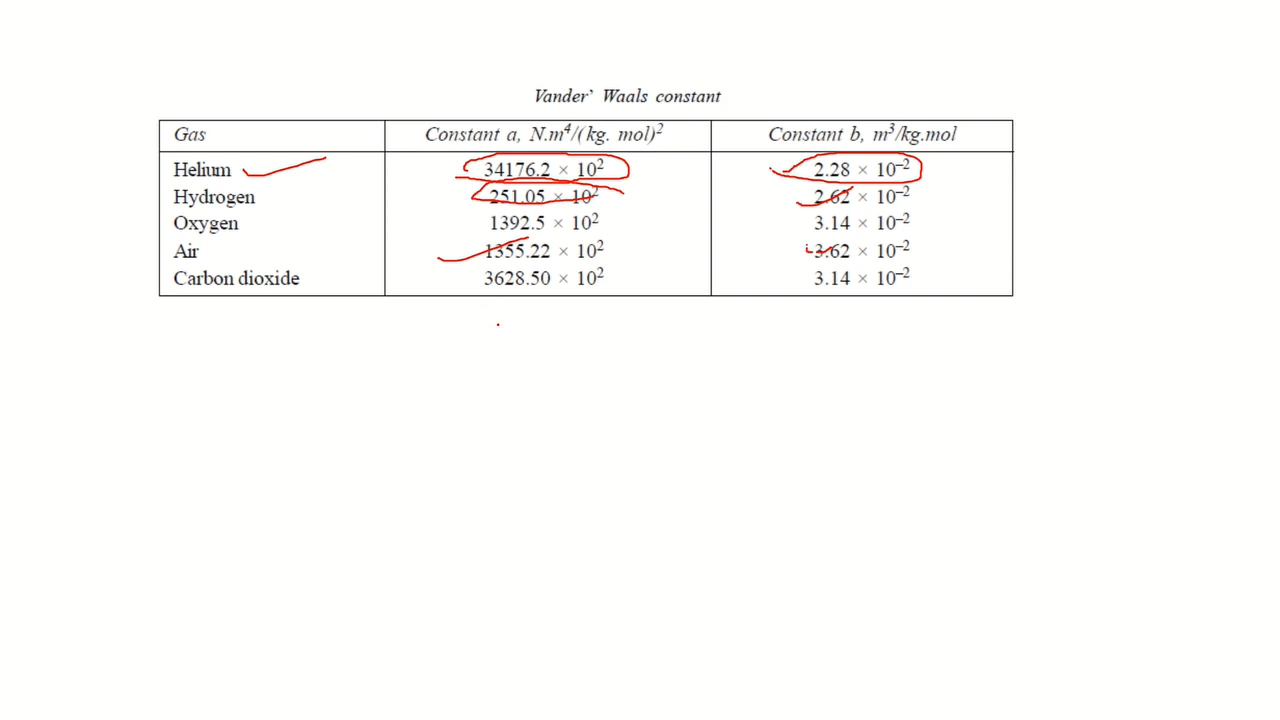 Vander' Waals constant
Gas Constant a, N.m⁴/(kg. mol)² Constant b, m³/kg.mol
Helium 34176.2 × 10² 2.28 × 10⁻²
Hydrogen 251.05 × 10² 2.62 × 10⁻²
Oxygen 1392.5 × 10² 3.14 × 10⁻²
Air 1355.22 × 10² 3.62 × 10⁻²
Carbon dioxide 3628.50 × 10² 3.14 × 10⁻²